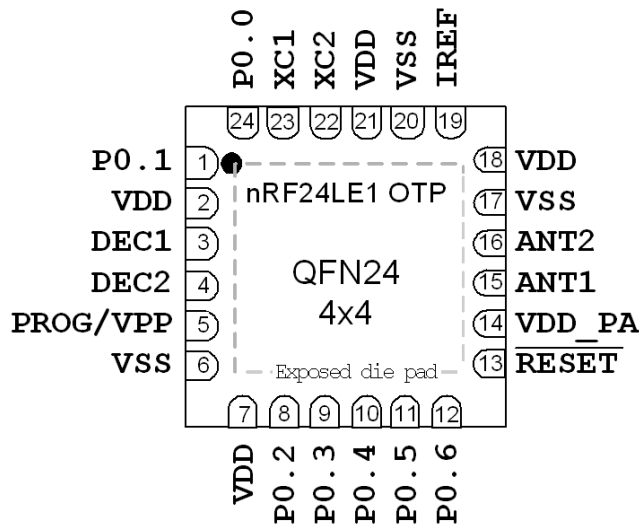 P0.0
XC1
XC2
VDD
VSS
IREF
24
23
22
21
20
19
P0.1 1
VDD 2
DEC1 3
DEC2 4
PROG/VPP 5
VSS 6
nRF24LE1 OTP
QFN24
4x4
Exposed die pad
18 VDD
17 VSS
16 ANT2
15 ANT1
14 VDD_PA
13 RESET
7
8
9
10
11
12
VDD
P0.2
P0.3
P0.4
P0.5
P0.6